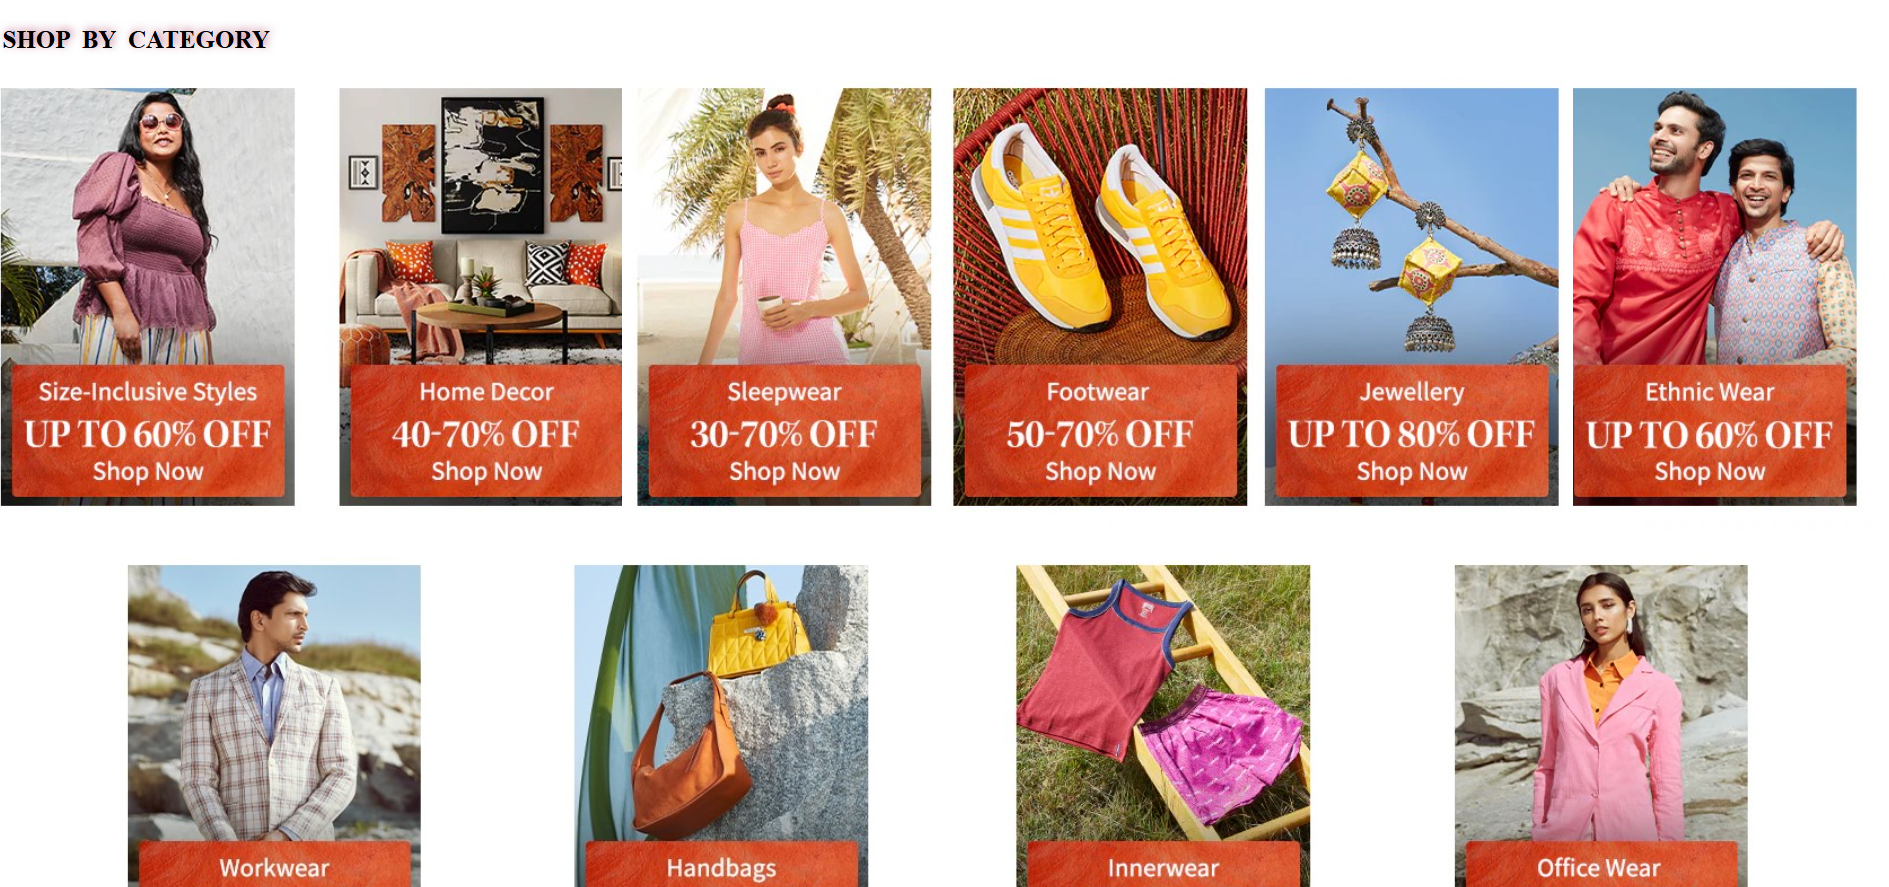 SHOP BY CATEGORY
Size-Inclusive Styles
UP TO 60% OFF
Shop Now
Home Decor
40-70% OFF
Shop Now
Sleepwear
30-70% OFF
Shop Now
Footwear
50-70% OFF
Shop Now
Jewellery
UP TO 80% OFF
Shop Now
Ethnic Wear
UP TO 60% OFF
Shop Now
Workwear
Handbags
Innerwear
Office Wear